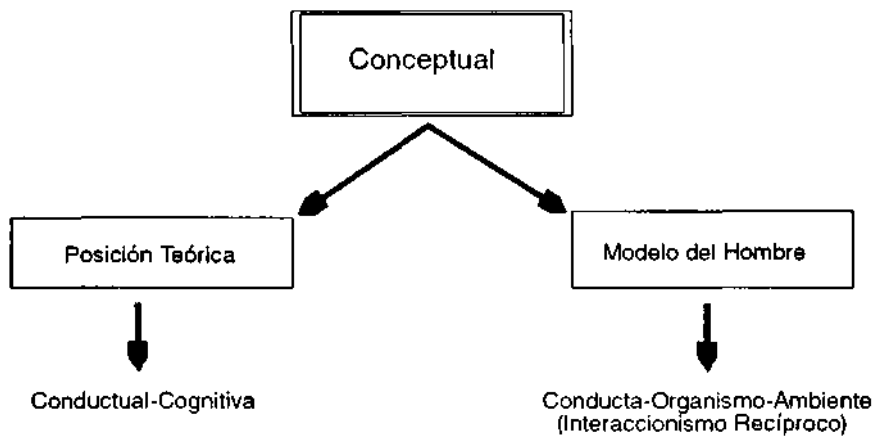 Conceptual
Posición Teórica
Modelo del Hombre
Conductual-Cognitiva
Conducta-Organismo-Ambiente
(Interaccionismo Recíproco)